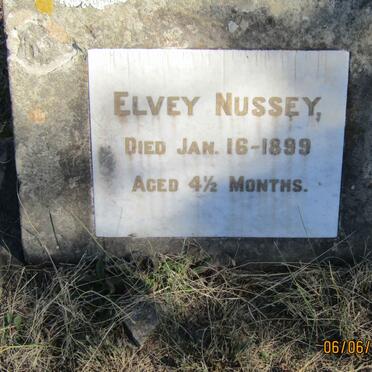 ELVEY NUSSEY,
DIED JAN. 16-1899
AGED 4½ MONTHS.
06/06/